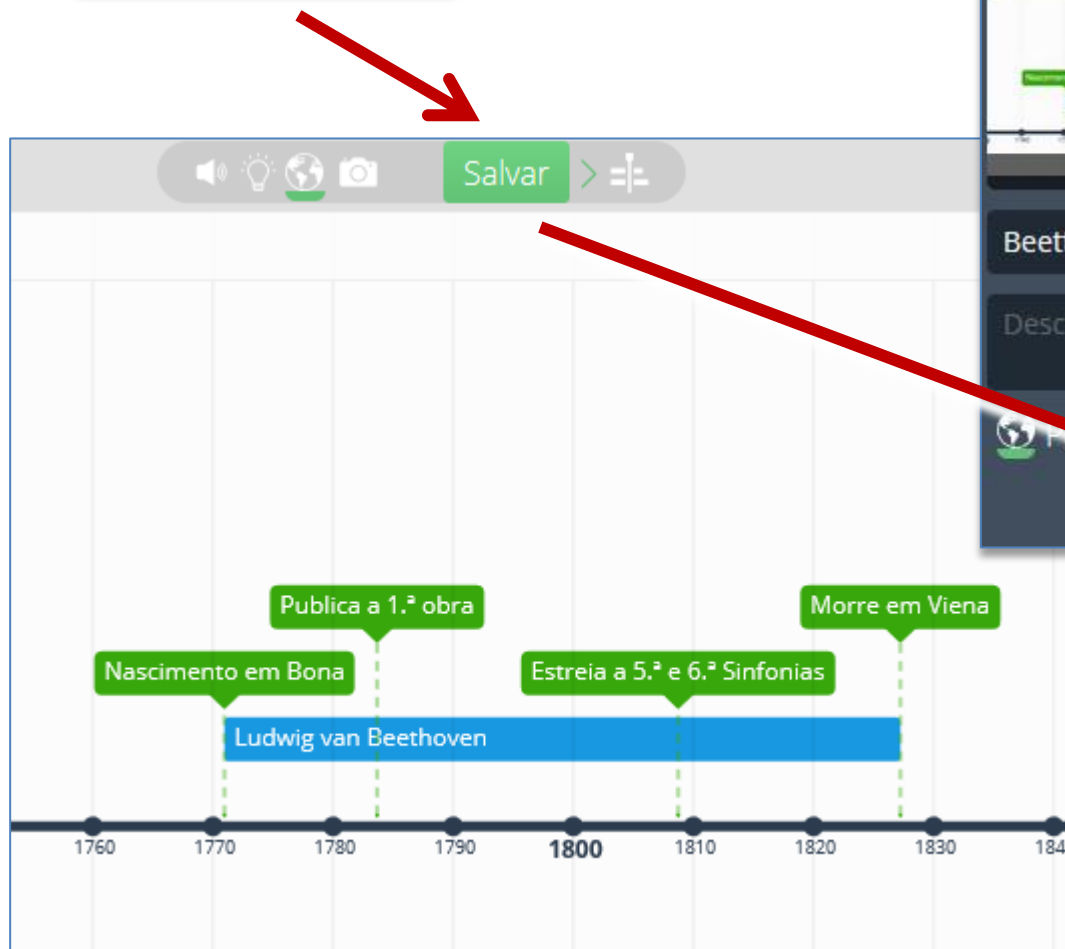 Salvar
Beet
Desc
P
Publica a 1.ª obra
Morre em Viena
Nascimento em Bona
Estreia a 5.ª e 6.ª Sinfonias
Ludwig van Beethoven
1760 1770 1780 1790 1800 1810 1820 1830 184